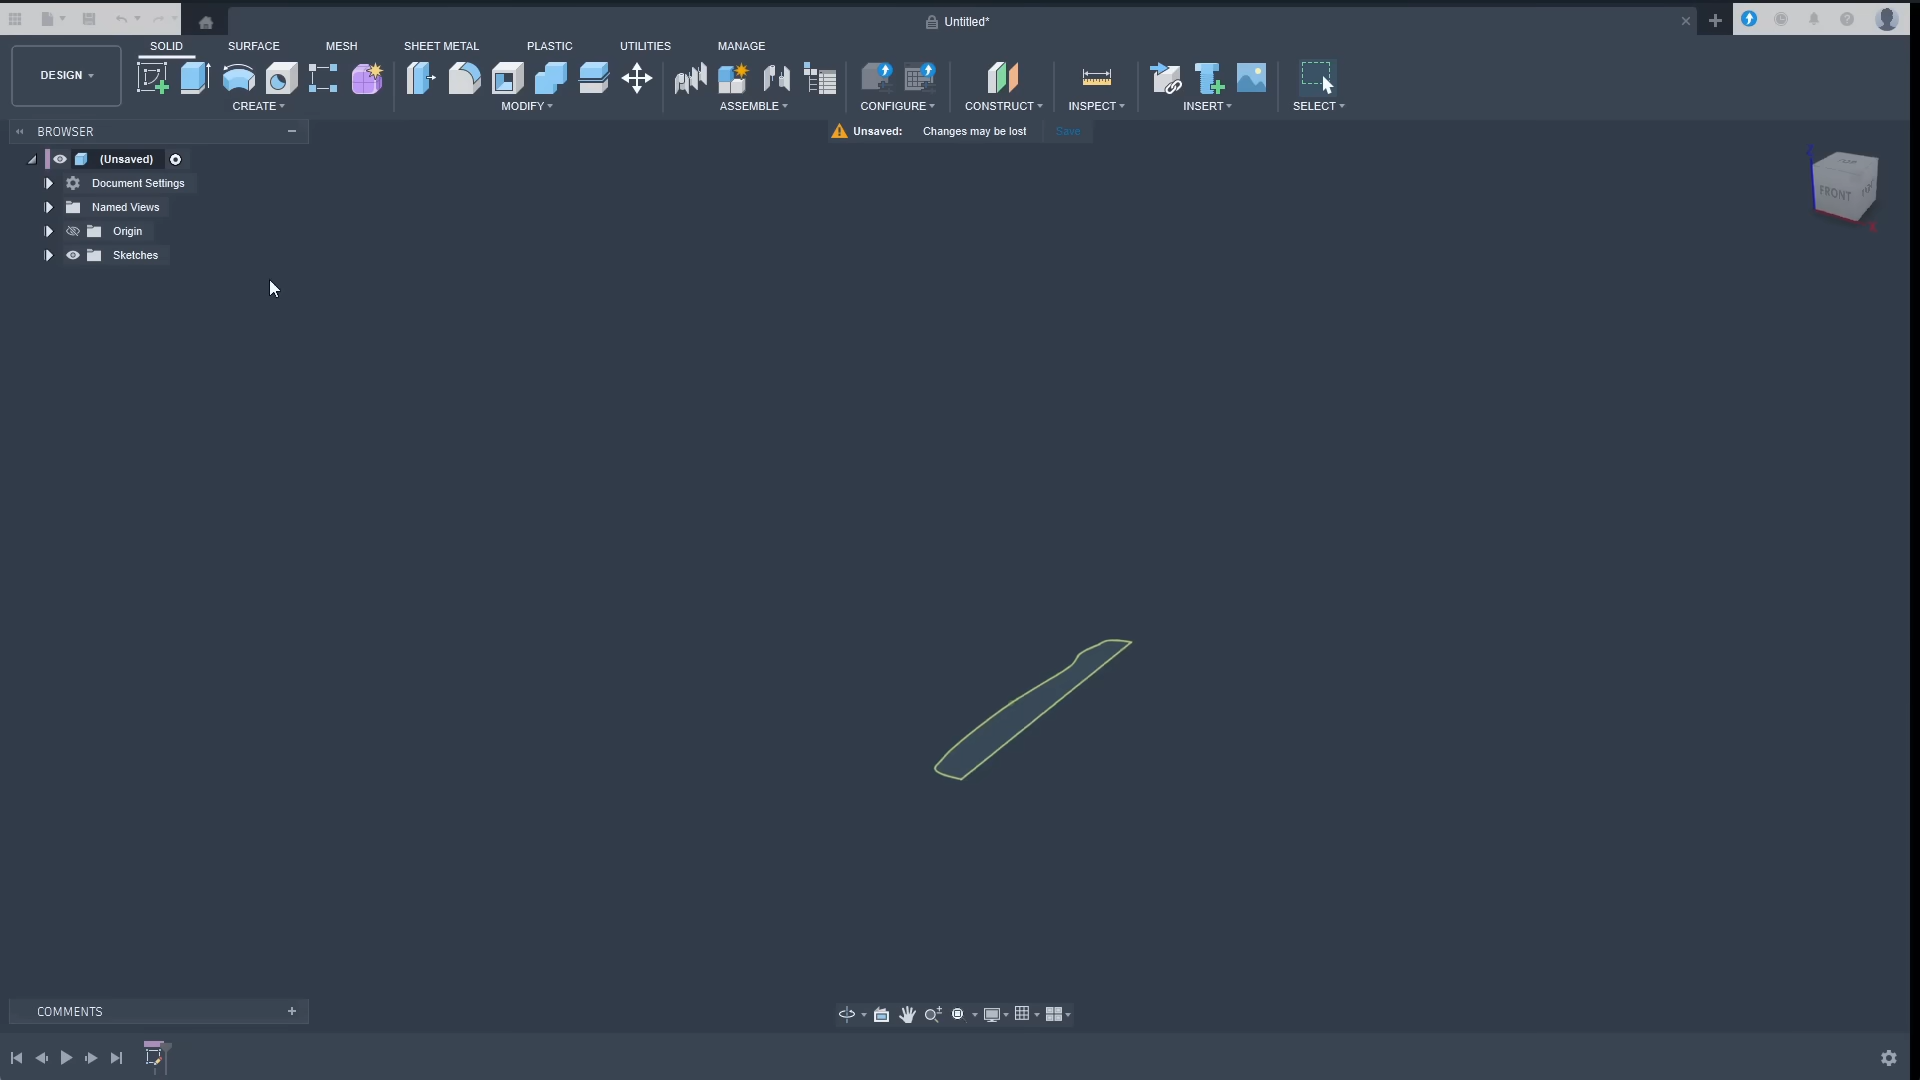 Untitled*
SOLID SURFACE MESH SHEET METAL PLASTIC UTILITIES MANAGE
DESIGN
CREATE MODIFY ASSEMBLE CONFIGURE CONSTRUCT INSPECT INSERT SELECT
BROWSER
Unsaved: Changes may be lost Save
(Unsaved)
Document Settings
Named Views
Origin
Sketches
Z
FRONT
X
COMMENTS